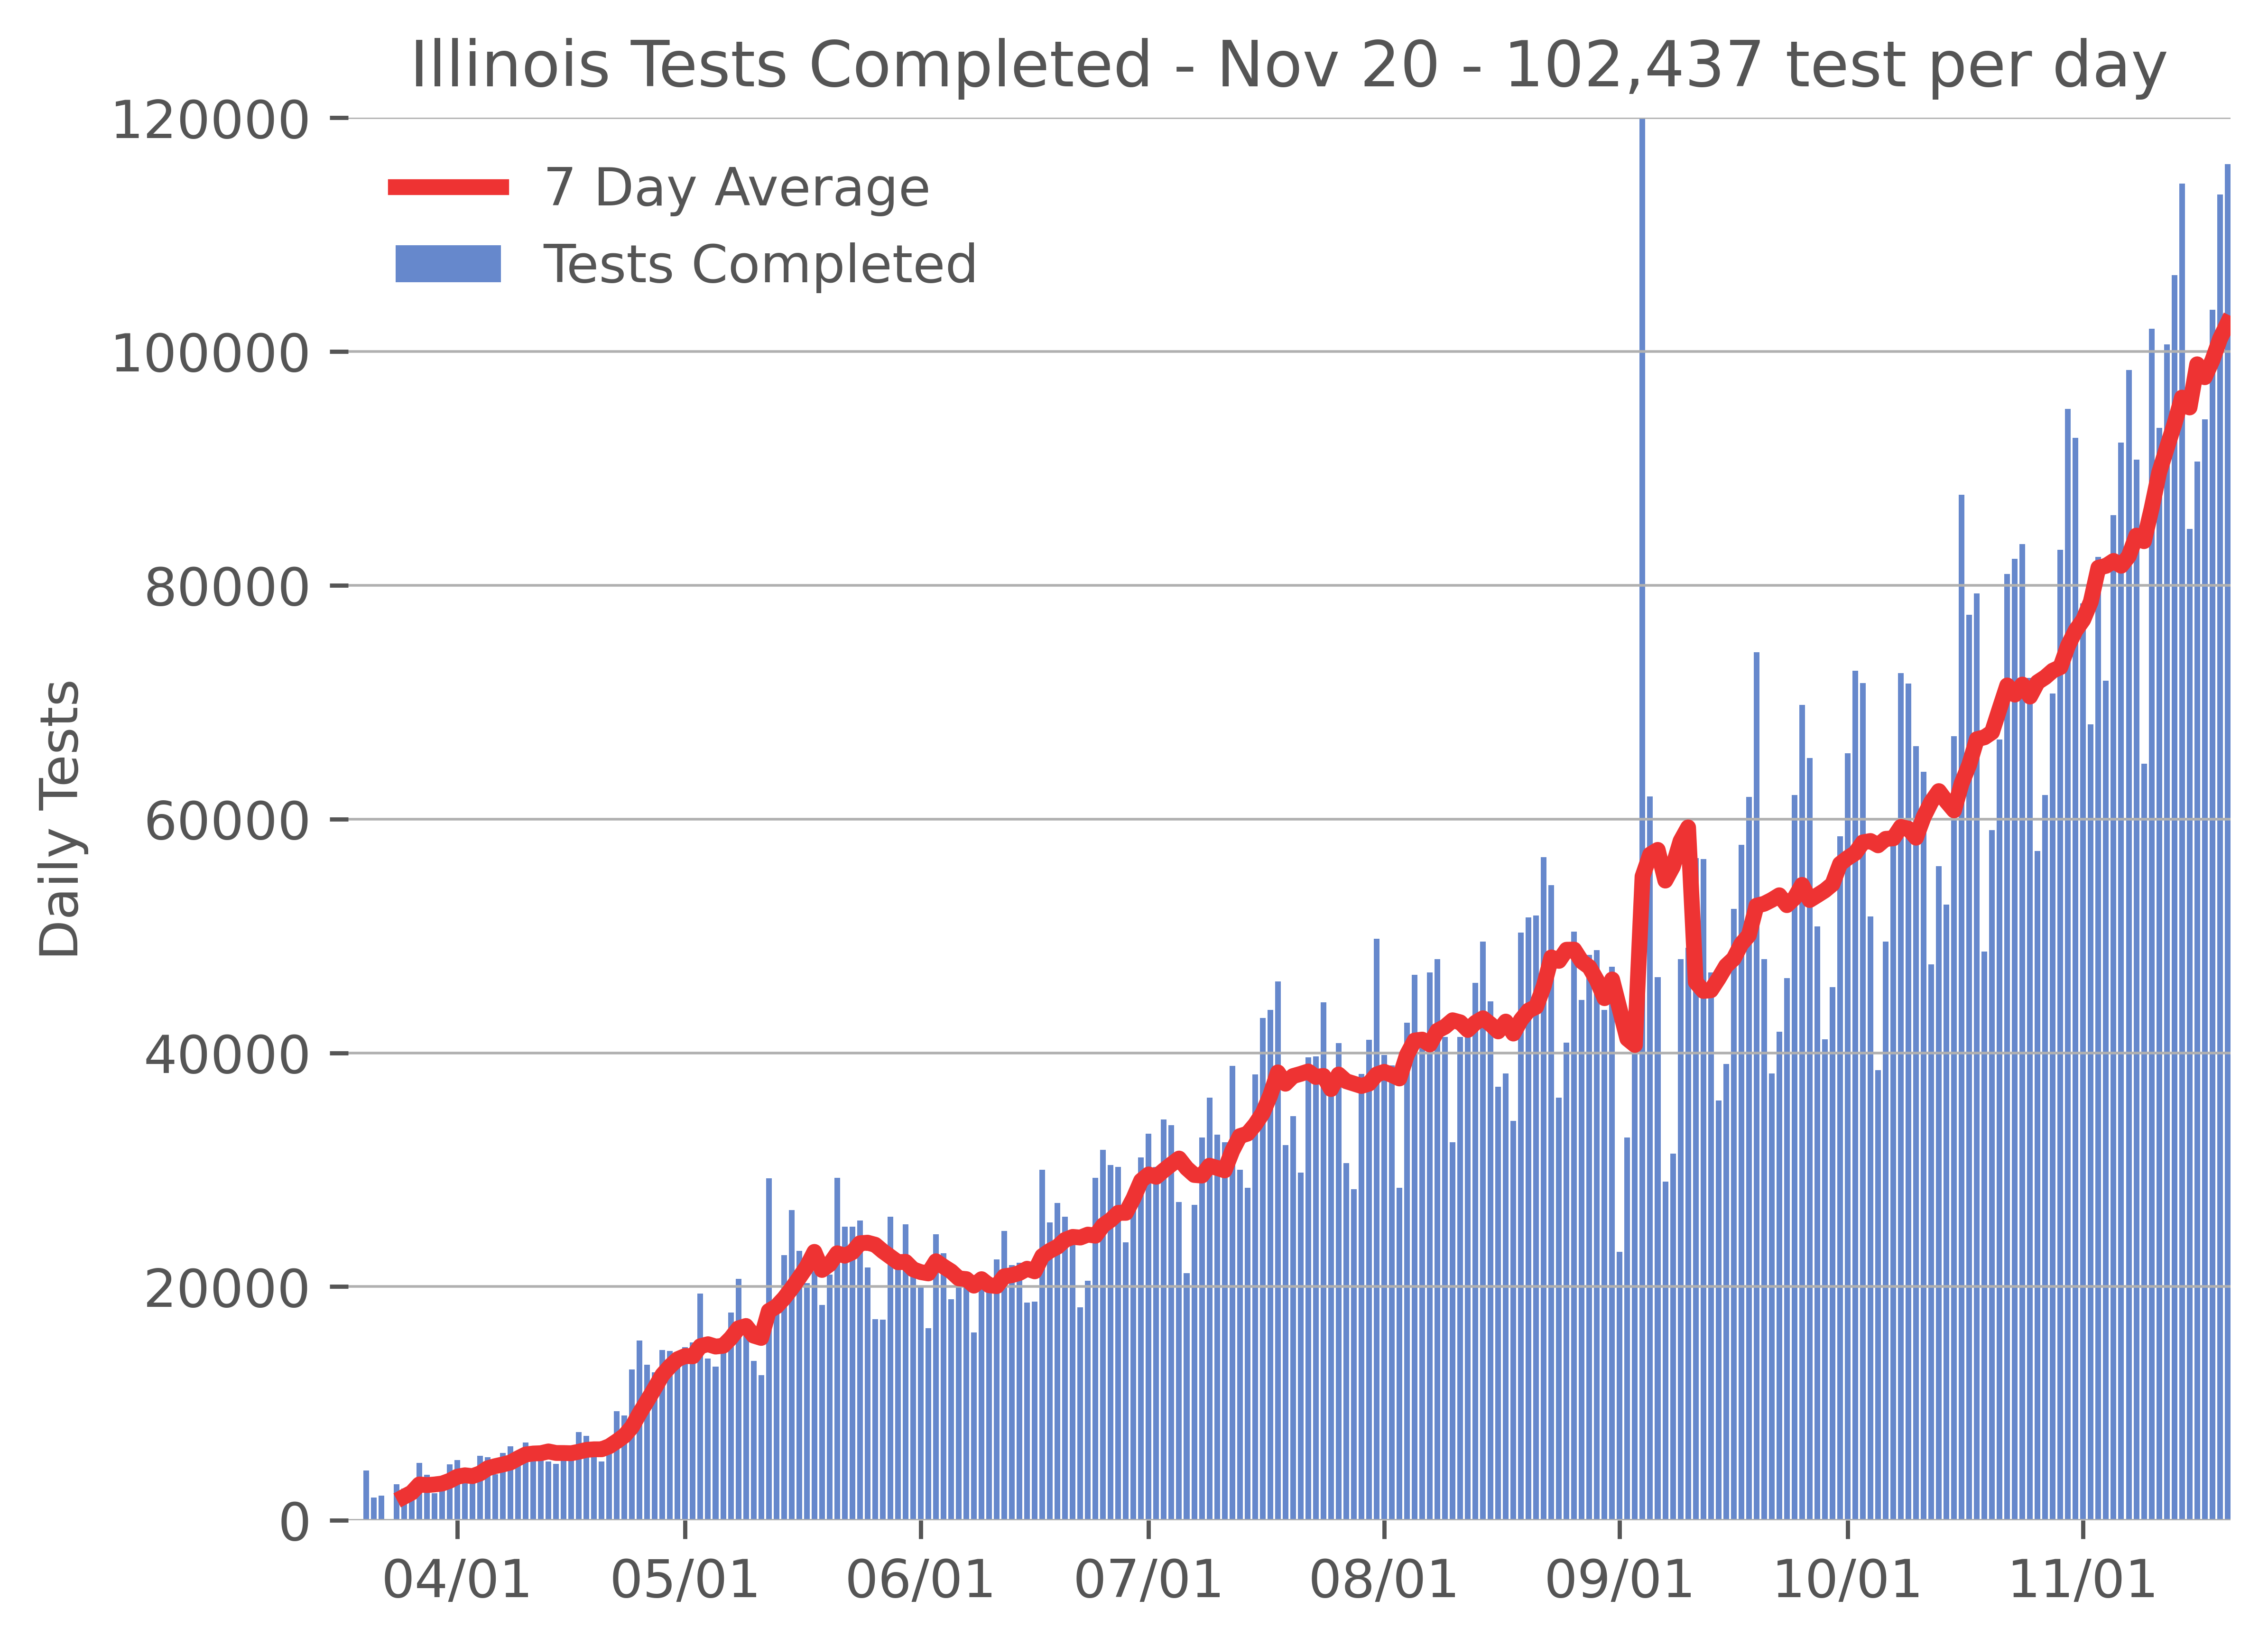 Illinois Tests Completed - Nov 20 - 102,437 test per day
120000
7 Day Average
Tests Completed
100000
80000
60000
40000
20000
0
Daily Tests
04/01 05/01 06/01 07/01 08/01 09/01 10/01 11/01